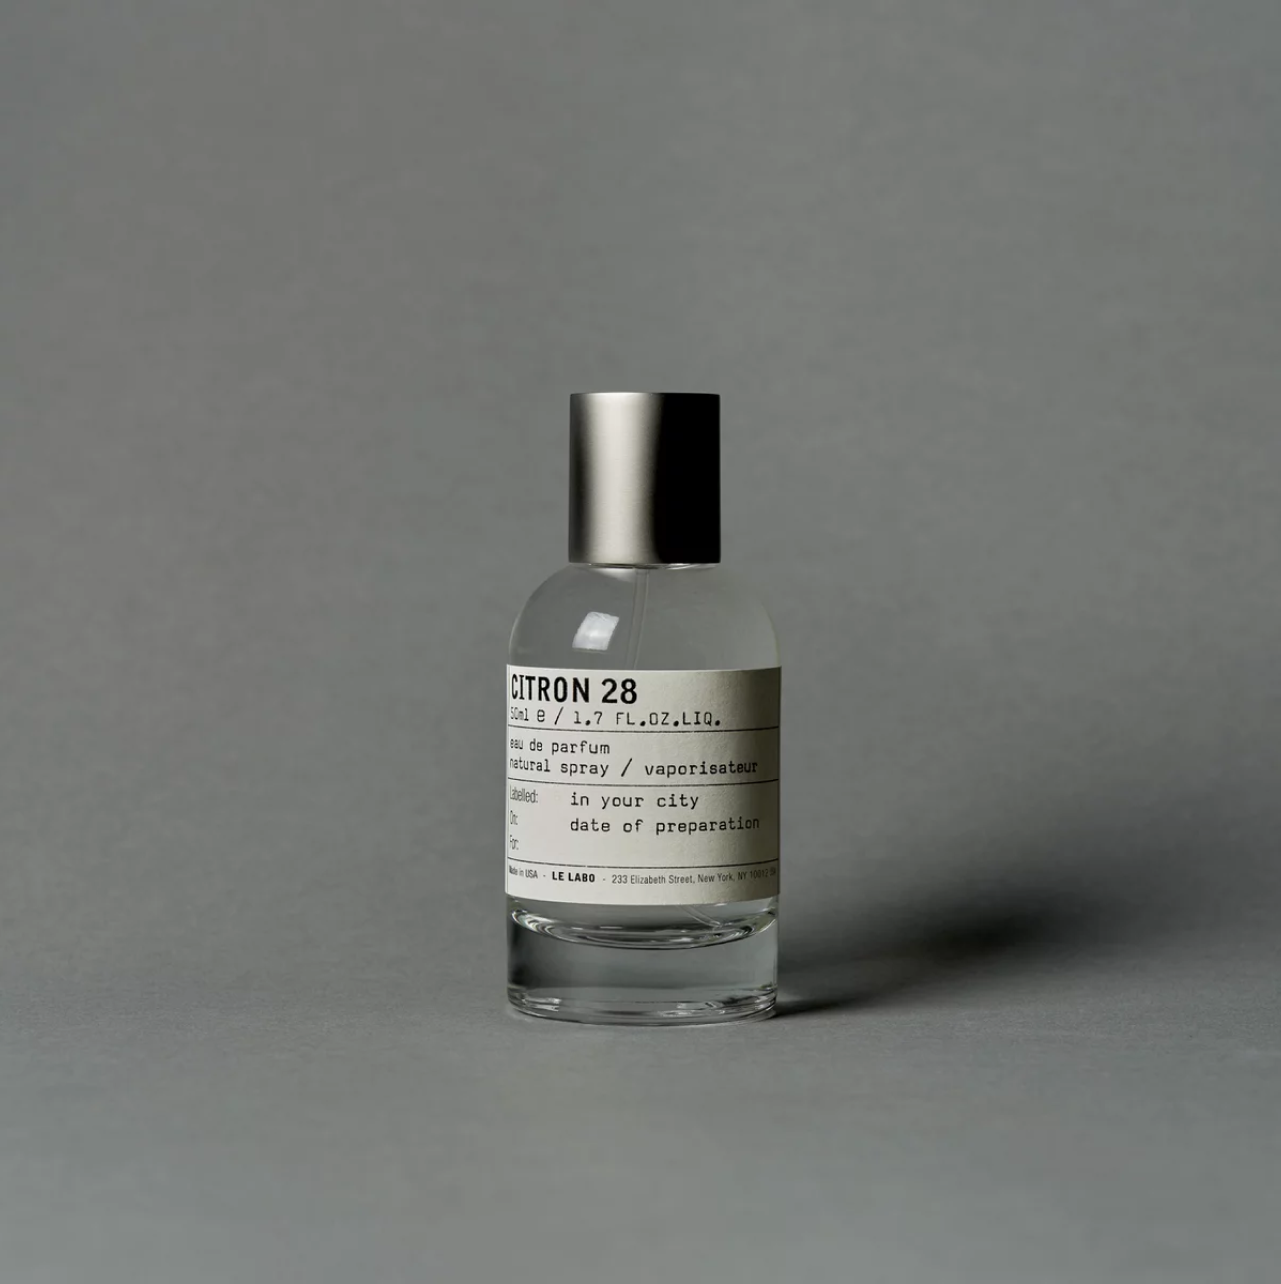 CITRON 28
50ml e / 1.7 FL.OZ.LIQ.
eau de parfum
natural spray / vaporisateur
Labelled: in your city
On: date of preparation
For:
Made in USA - LE LABO - 233 Elizabeth Street, New York, NY 10012